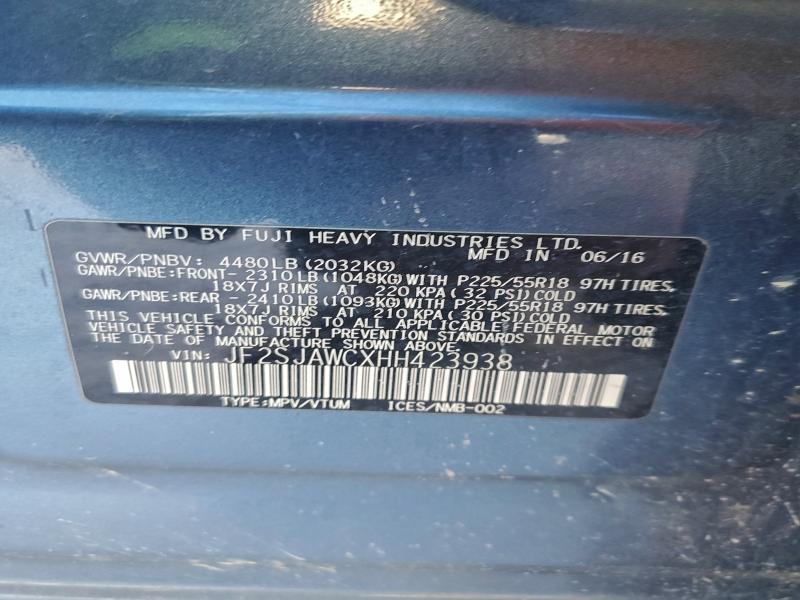 MFD BY FUJI HEAVY INDUSTRIES LTD.
GVWR/PNBV: 4480LB(2032KG) MFD IN 06/16
GAWR/PNBE:FRONT- 2310LB(1048KG)WITH P225/55R18 97H TIRES,
18X7J RIMS AT 220 KPA(32 PSI)COLD
GAWR/PNBE:REAR - 2410LB(1093KG)WITH P225/55R18 97H TIRES,
18X7J RIMS AT 210 KPA(30 PSI)COLD
THIS VEHICLE CONFORMS TO ALL APPLICABLE FEDERAL MOTOR
VEHICLE SAFETY AND THEFT PREVENTION STANDARDS IN EFFECT ON
THE DATE OF MANUFACTURE SHOWN ABOVE.
VIN: JF2SJAWCXHH423938
TYPE:MPV/VTUM ICES/NMB-002